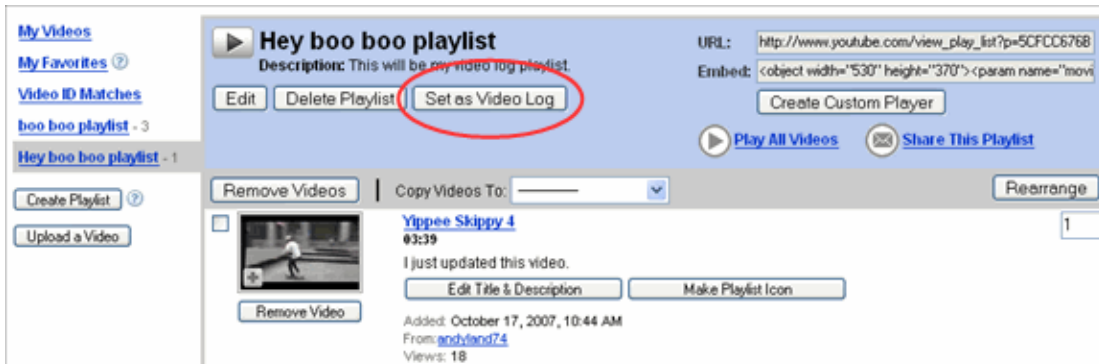 My Videos
My Favorites ?
Video ID Matches
boo boo playlist - 3
Hey boo boo playlist - 1
Create Playlist ?
Upload a Video
Hey boo boo playlist
Description: This will be my video log playlist.
Edit Delete Playlist Set as Video Log
URL: http://www.youtube.com/view_play_list?p=5CFCC676B
Embed: <object width="530" height="370"><param name="movi
Create Custom Player
Play All Videos Share This Playlist
Remove Videos Copy Videos To: Rearrange
Yippee Skippy 4
03:39
I just updated this video.
Edit Title & Description Make Playlist Icon
Remove Video
Added: October 17, 2007, 10:44 AM
From: andyland74
Views: 18
1